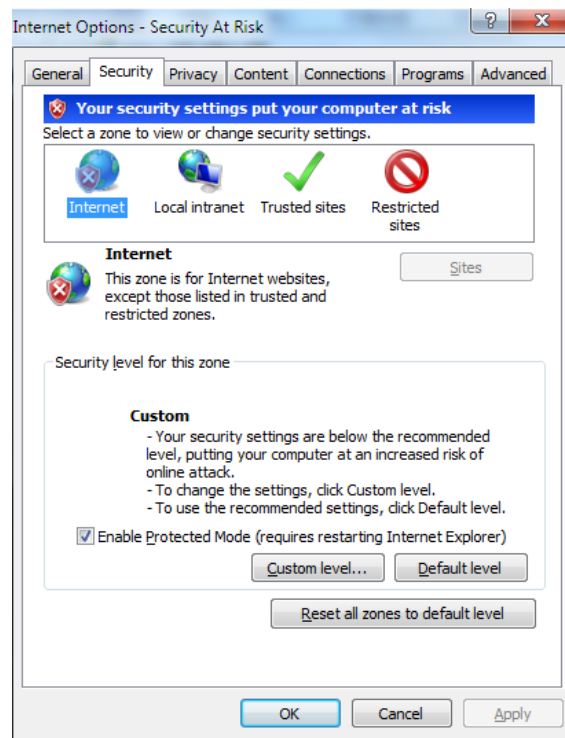 Internet Options - Security At Risk
General Security Privacy Content Connections Programs Advanced
Your security settings put your computer at risk
Select a zone to view or change security settings.
Internet Local intranet Trusted sites Restricted sites
Internet
This zone is for Internet websites,
except those listed in trusted and
restricted zones.
Sites
Security level for this zone
Custom
- Your security settings are below the recommended
level, putting your computer at an increased risk of
online attack.
- To change the settings, click Custom level.
- To use the recommended settings, click Default level.
Enable Protected Mode (requires restarting Internet Explorer)
Custom level... Default level
Reset all zones to default level
OK Cancel Apply